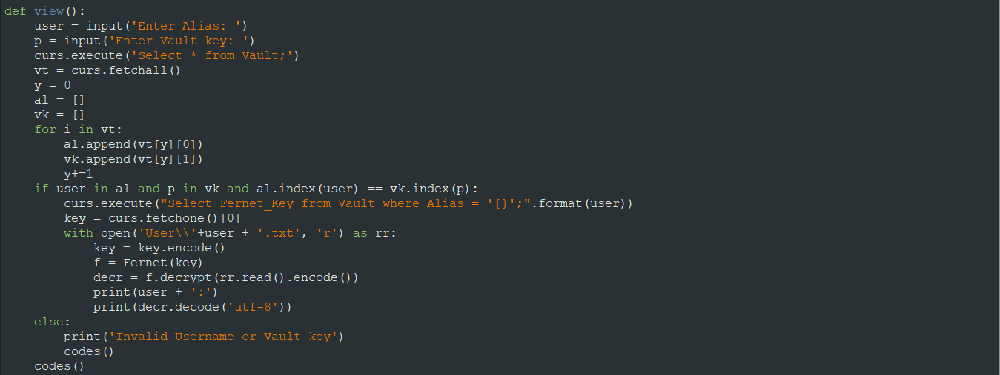 def view():
    user = input('Enter Alias: ')
    p = input('Enter Vault key: ')
    curs.execute('Select * from Vault;')
    vt = curs.fetchall()
    y = 0
    al = []
    vk = []
    for i in vt:
        al.append(vt[y][0])
        vk.append(vt[y][1])
        y+=1
    if user in al and p in vk and al.index(user) == vk.index(p):
        curs.execute("Select Fernet_Key from Vault where Alias = '{}';".format(user))
        key = curs.fetchone()[0]
        with open('User\\'+user + '.txt', 'r') as rr:
            key = key.encode()
            f = Fernet(key)
            decr = f.decrypt(rr.read().encode())
            print(user + ':')
            print(decr.decode('utf-8'))
    else:
        print('Invalid Username or Vault key')
        codes()
    codes()